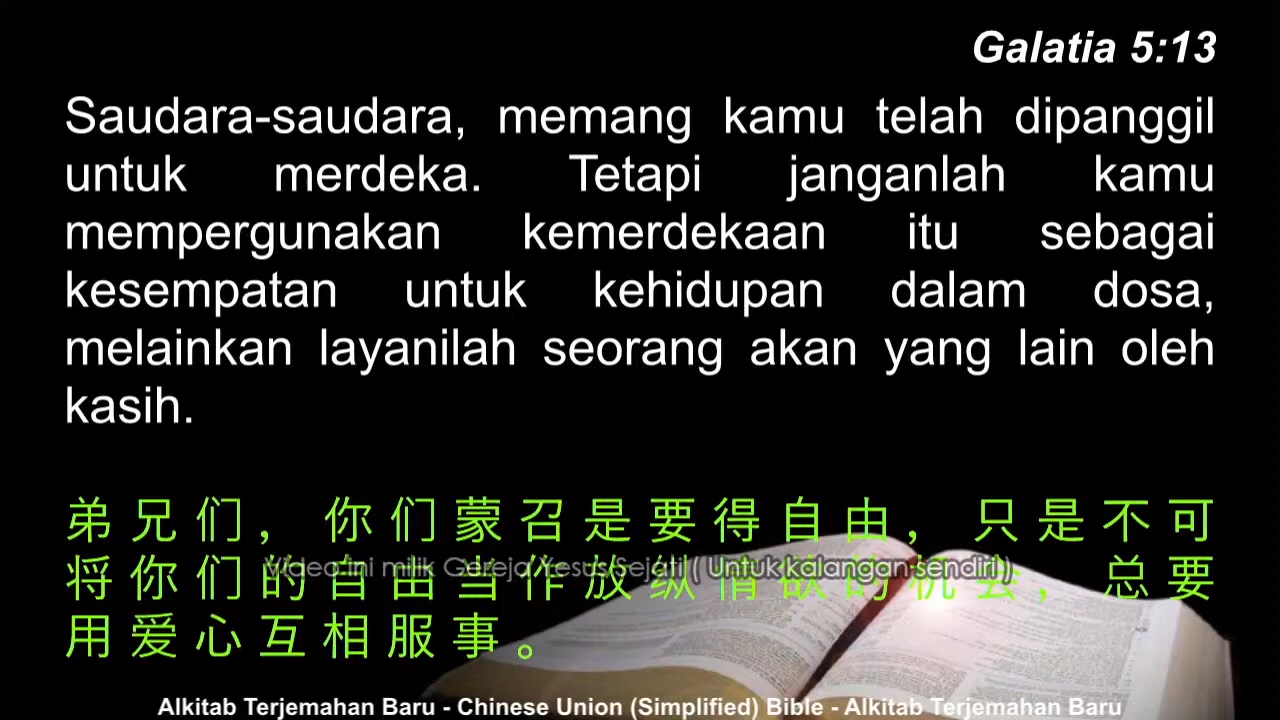 Galatia 5:13
Saudara-saudara, memang kamu telah dipanggil
untuk merdeka. Tetapi janganlah kamu
mempergunakan kemerdekaan itu sebagai
kesempatan untuk kehidupan dalam dosa,
melainkan layanilah seorang akan yang lain oleh
kasih.
弟兄们，你们蒙召是要得自由，只是不可
将你们的自由当作放纵情欲的机会，总要
Video ini milik Gereja Yesus Sejati ( Untuk kalangan sendiri )
用爱心互相服事。
Alkitab Terjemahan Baru - Chinese Union (Simplified) Bible - Alkitab Terjemahan Baru